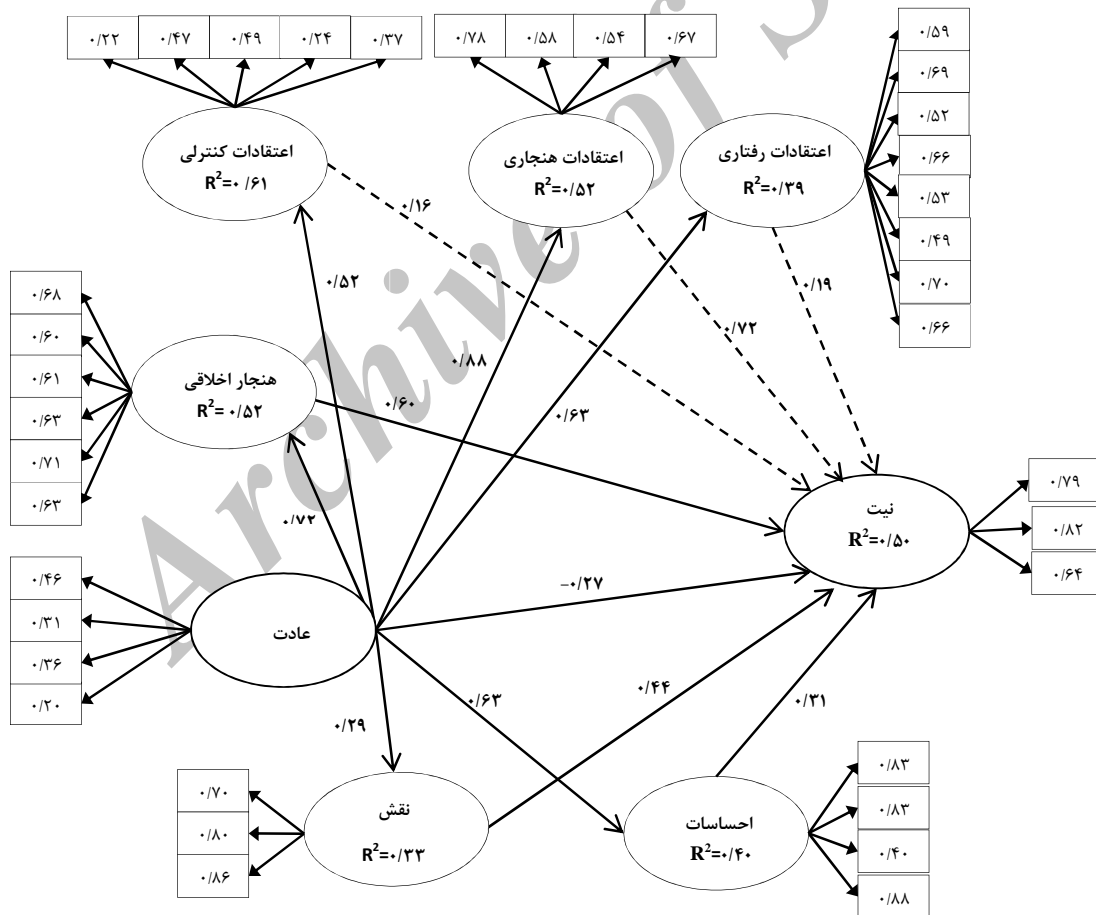 ۰/۲۲ ۰/۴۷ ۰/۴۹ ۰/۲۴ ۰/۳۷
۰/۷۸ ۰/۵۸ ۰/۵۴ ۰/۶۷
۰/۵۹
۰/۶۹
۰/۵۲
۰/۶۶
۰/۵۳
۰/۴۹
۰/۷۰
۰/۶۶
اعتقادات کنترلی
R²=۰/۶۱
اعتقادات هنجاری
R²=۰/۵۲
اعتقادات رفتاری
R²=۰/۳۹
۰/۱۶
۰/۵۲
۰/۱۹
۰/۷۲
۰/۸۸
۰/۶۳
۰/۶۰
۰/۶۸
۰/۶۰
۰/۶۱
۰/۶۳
۰/۷۱
۰/۶۳
هنجار اخلاقی
R²=۰/۵۲
۰/۷۲
نیت
R²=۰/۵۰
۰/۷۹
۰/۸۲
۰/۶۴
-۰/۲۷
۰/۴۶
۰/۳۱
۰/۳۶
۰/۲۰
عادت
۰/۶۳
۰/۴۴
۰/۳۱
۰/۲۹
۰/۷۰
۰/۸۰
۰/۸۶
نقش
R²=۰/۳۳
احساسات
R²=۰/۴۰
۰/۸۳
۰/۸۳
۰/۴۰
۰/۸۸
Archive of S